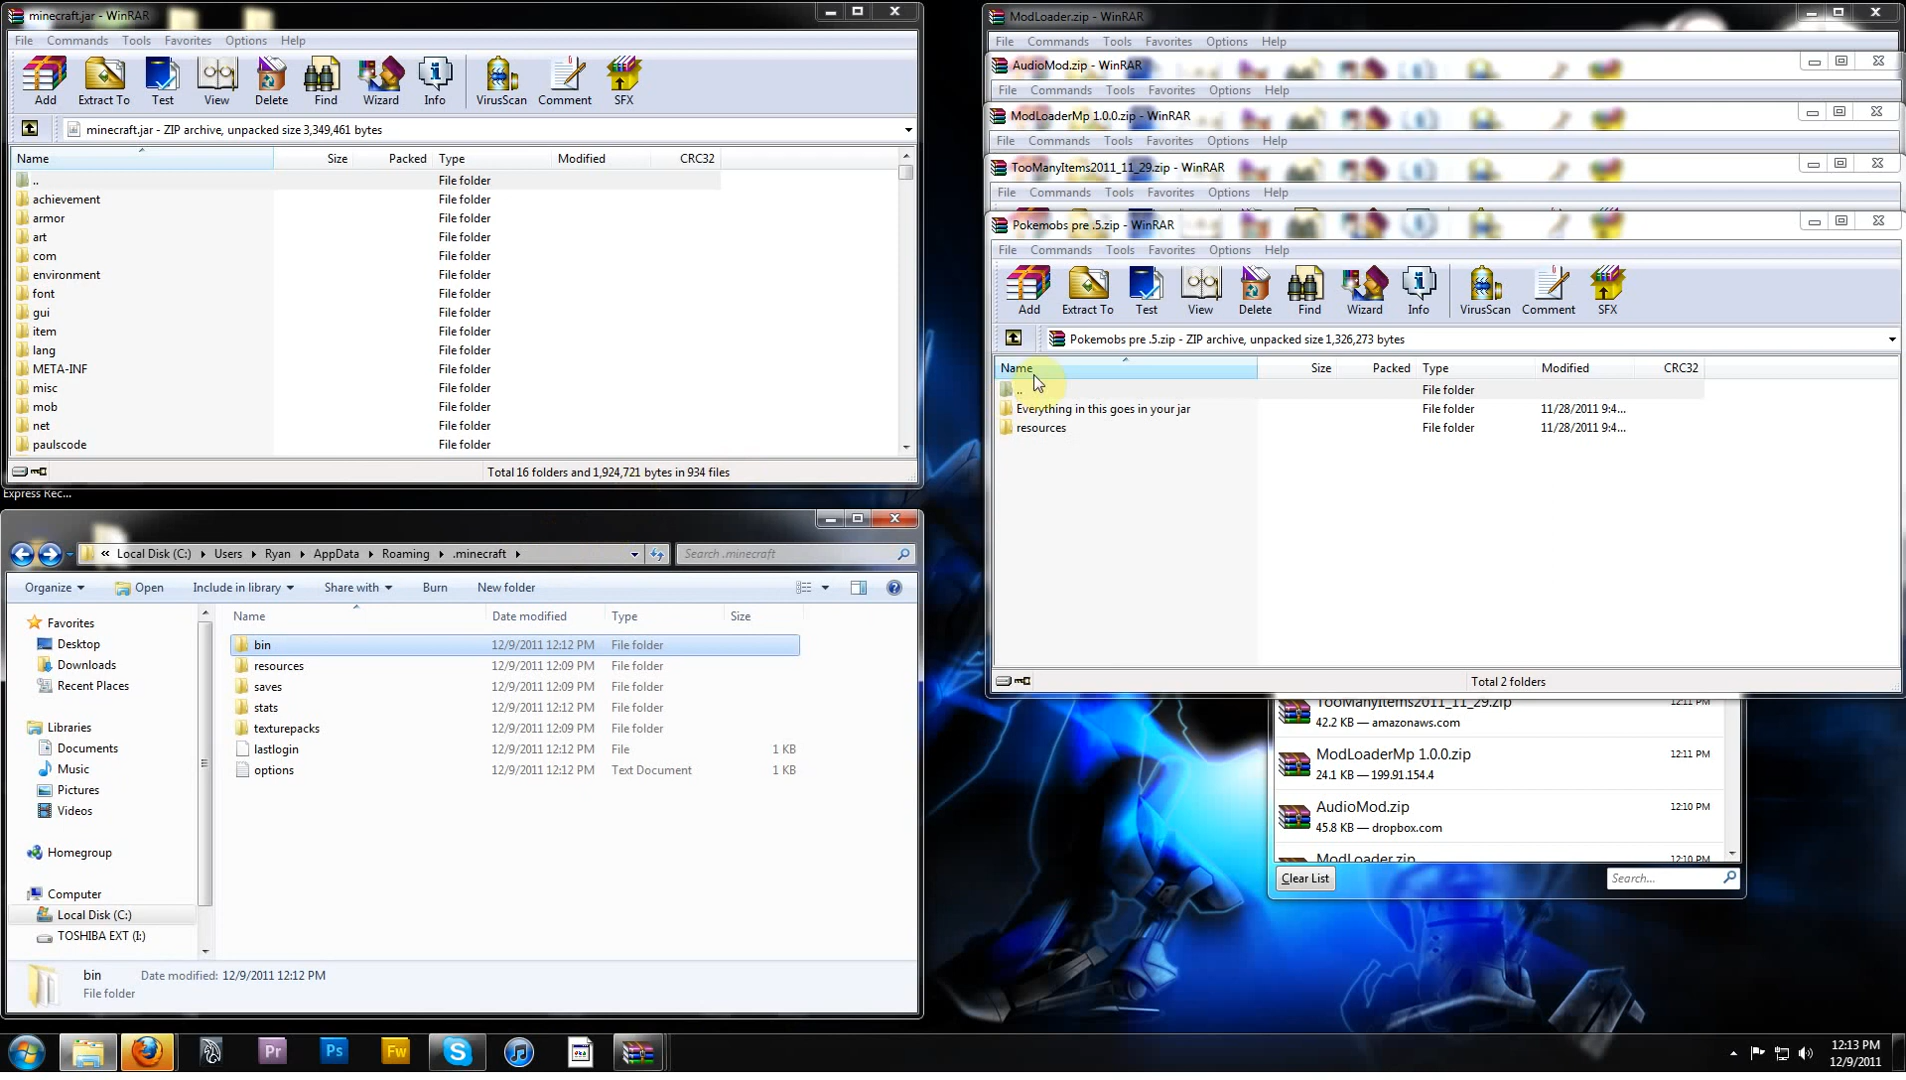 minecraft.jar - WinRAR
File Commands Tools Favorites Options Help
Add Extract To Test View Delete Find Wizard Info VirusScan Comment SFX
minecraft.jar - ZIP archive, unpacked size 3,349,461 bytes
Name Size Packed Type Modified CRC32
.. File folder
achievement File folder
armor File folder
art File folder
com File folder
environment File folder
font File folder
gui File folder
item File folder
lang File folder
META-INF File folder
misc File folder
mob File folder
net File folder
paulscode File folder
Total 16 folders and 1,924,721 bytes in 934 files
Express Rec...
Local Disk (C:) Users Ryan AppData Roaming .minecraft
Search .minecraft
Organize Open Include in library Share with Burn New folder
Favorites
Desktop
Downloads
Recent Places
Libraries
Documents
Music
Pictures
Videos
Homegroup
Computer
Local Disk (C:)
TOSHIBA EXT (I:)
Name Date modified Type Size
bin 12/9/2011 12:12 PM File folder
resources 12/9/2011 12:09 PM File folder
saves 12/9/2011 12:09 PM File folder
stats 12/9/2011 12:12 PM File folder
texturepacks 12/9/2011 12:09 PM File folder
lastlogin 12/9/2011 12:12 PM File 1 KB
options 12/9/2011 12:12 PM Text Document 1 KB
bin Date modified: 12/9/2011 12:12 PM
File folder
ModLoader.zip - WinRAR
File Commands Tools Favorites Options Help
AudioMod.zip - WinRAR
File Commands Tools Favorites Options Help
ModLoaderMp 1.0.0.zip - WinRAR
File Commands Tools Favorites Options Help
TooManyItems2011_11_29.zip - WinRAR
File Commands Tools Favorites Options Help
Pokemobs pre .5.zip - WinRAR
File Commands Tools Favorites Options Help
Add Extract To Test View Delete Find Wizard Info VirusScan Comment SFX
Pokemobs pre .5.zip - ZIP archive, unpacked size 1,326,273 bytes
Name Size Packed Type Modified CRC32
.. File folder
Everything in this goes in your jar File folder 11/28/2011 9:4...
resources File folder 11/28/2011 9:4...
Total 2 folders
TooManyItems2011_11_29.zip 12:11 PM
42.2 KB — amazonaws.com
ModLoaderMp 1.0.0.zip 12:11 PM
24.1 KB — 199.91.154.4
AudioMod.zip 12:10 PM
45.8 KB — dropbox.com
ModLoader.zip 12:10 PM
Clear List Search...
Pr Ps Fw
12:13 PM
12/9/2011